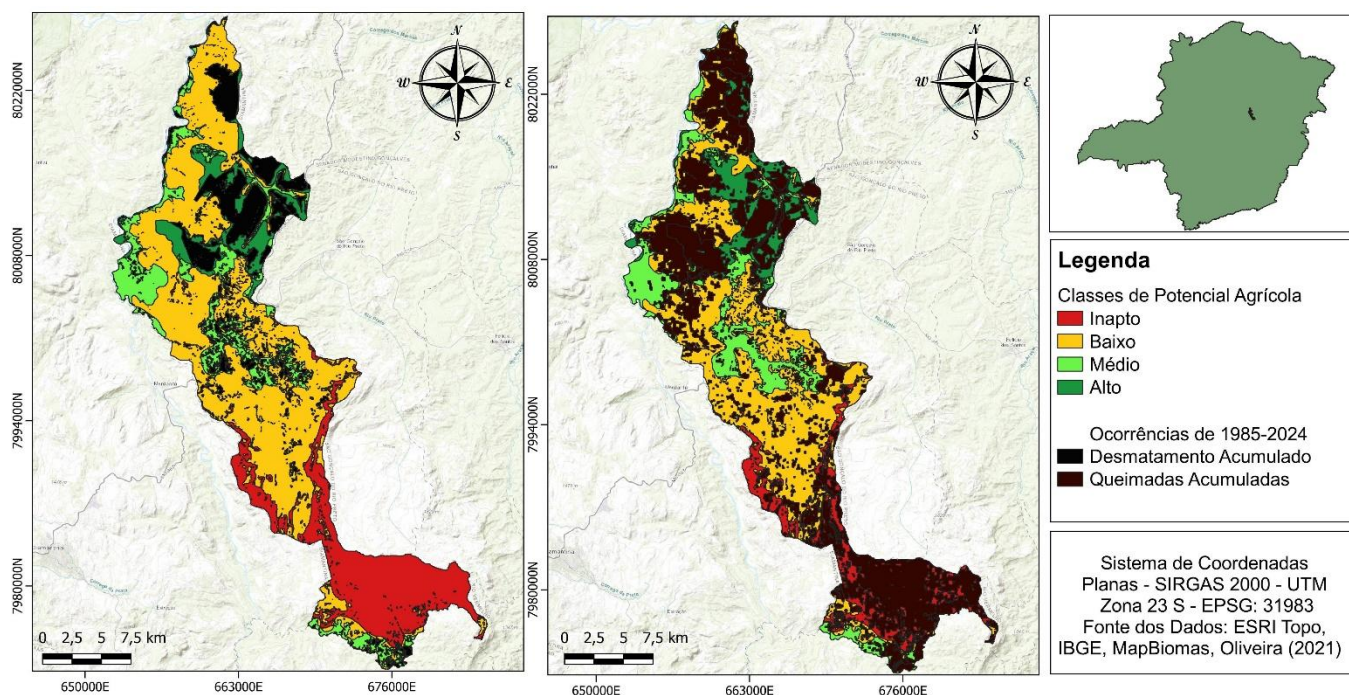 N
W
E
S
8022000N
8008000N
7994000N
7980000N
0 2,5 5 7,5 km
650000E
663000E
676000E
N
W
E
S
8022000N
8008000N
7994000N
7980000N
0 2,5 5 7,5 km
650000E
663000E
676000E
Legenda
Classes de Potencial Agrícola
Inapto
Baixo
Médio
Alto
Ocorrências de 1985-2024
Desmatamento Acumulado
Queimadas Acumuladas
Sistema de Coordenadas
Planas - SIRGAS 2000 - UTM
Zona 23 S - EPSG: 31983
Fonte dos Dados: ESRI Topo,
IBGE, MapBiomas, Oliveira (2021)